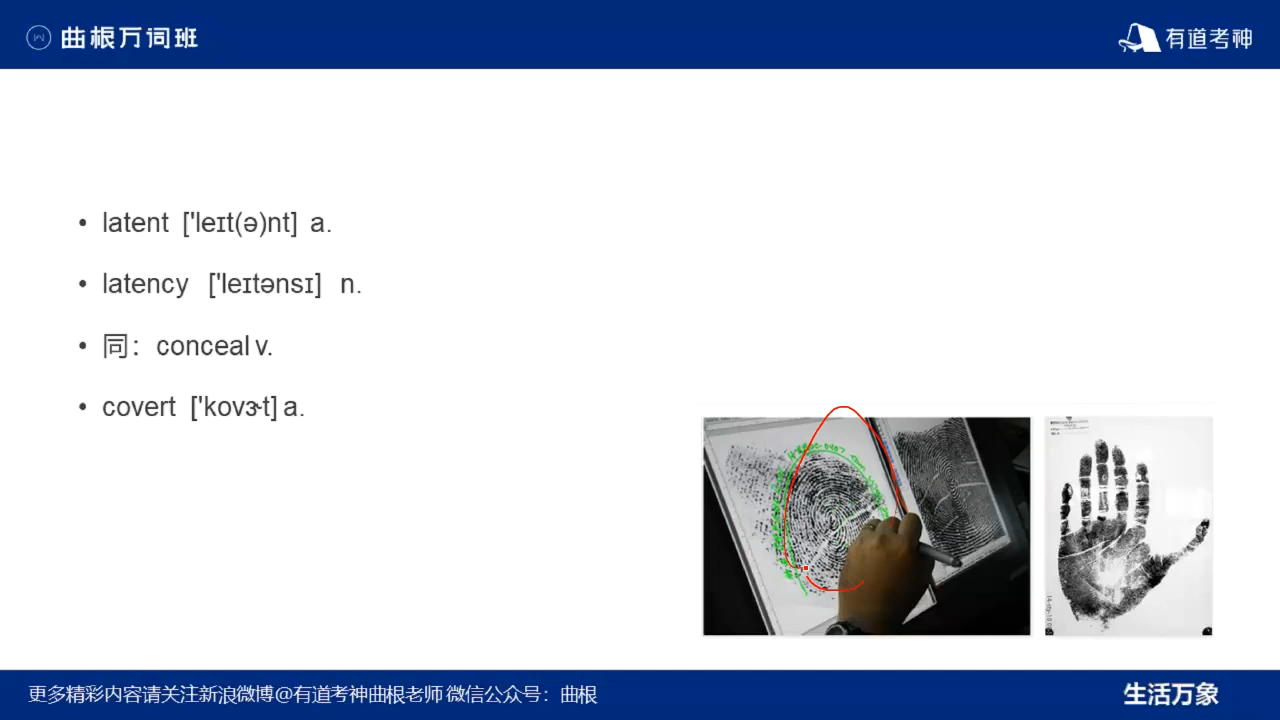 曲根万词班
有道考神
latent ['leɪt(ə)nt] a.
latency ['leɪtənsɪ] n.
同：conceal v.
covert ['kovɝt] a.
更多精彩内容请关注新浪微博@有道考神曲根老师 微信公众号：曲根
生活万象